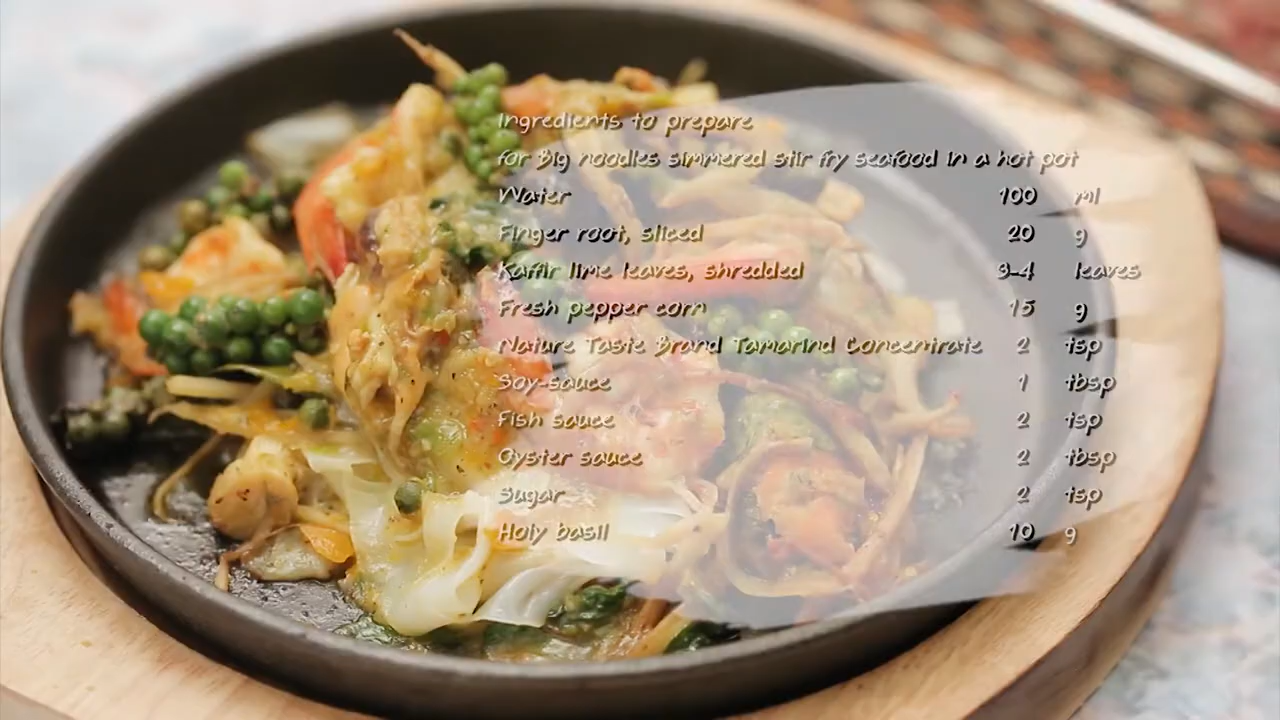 Ingredients to prepare
for Big noodles simmered stir fry seafood in a hot pot
Water 100 ml
Finger root, sliced 20 g
Kaffir lime leaves, shredded 3-4 leaves
Fresh pepper corn 15 g
Nature Taste Brand Tamarind Concentrate 2 tsp
Soy-sauce 1 tbsp
Fish sauce 2 tsp
Oyster sauce 2 tbsp
Sugar 2 tsp
Holy basil 10 g